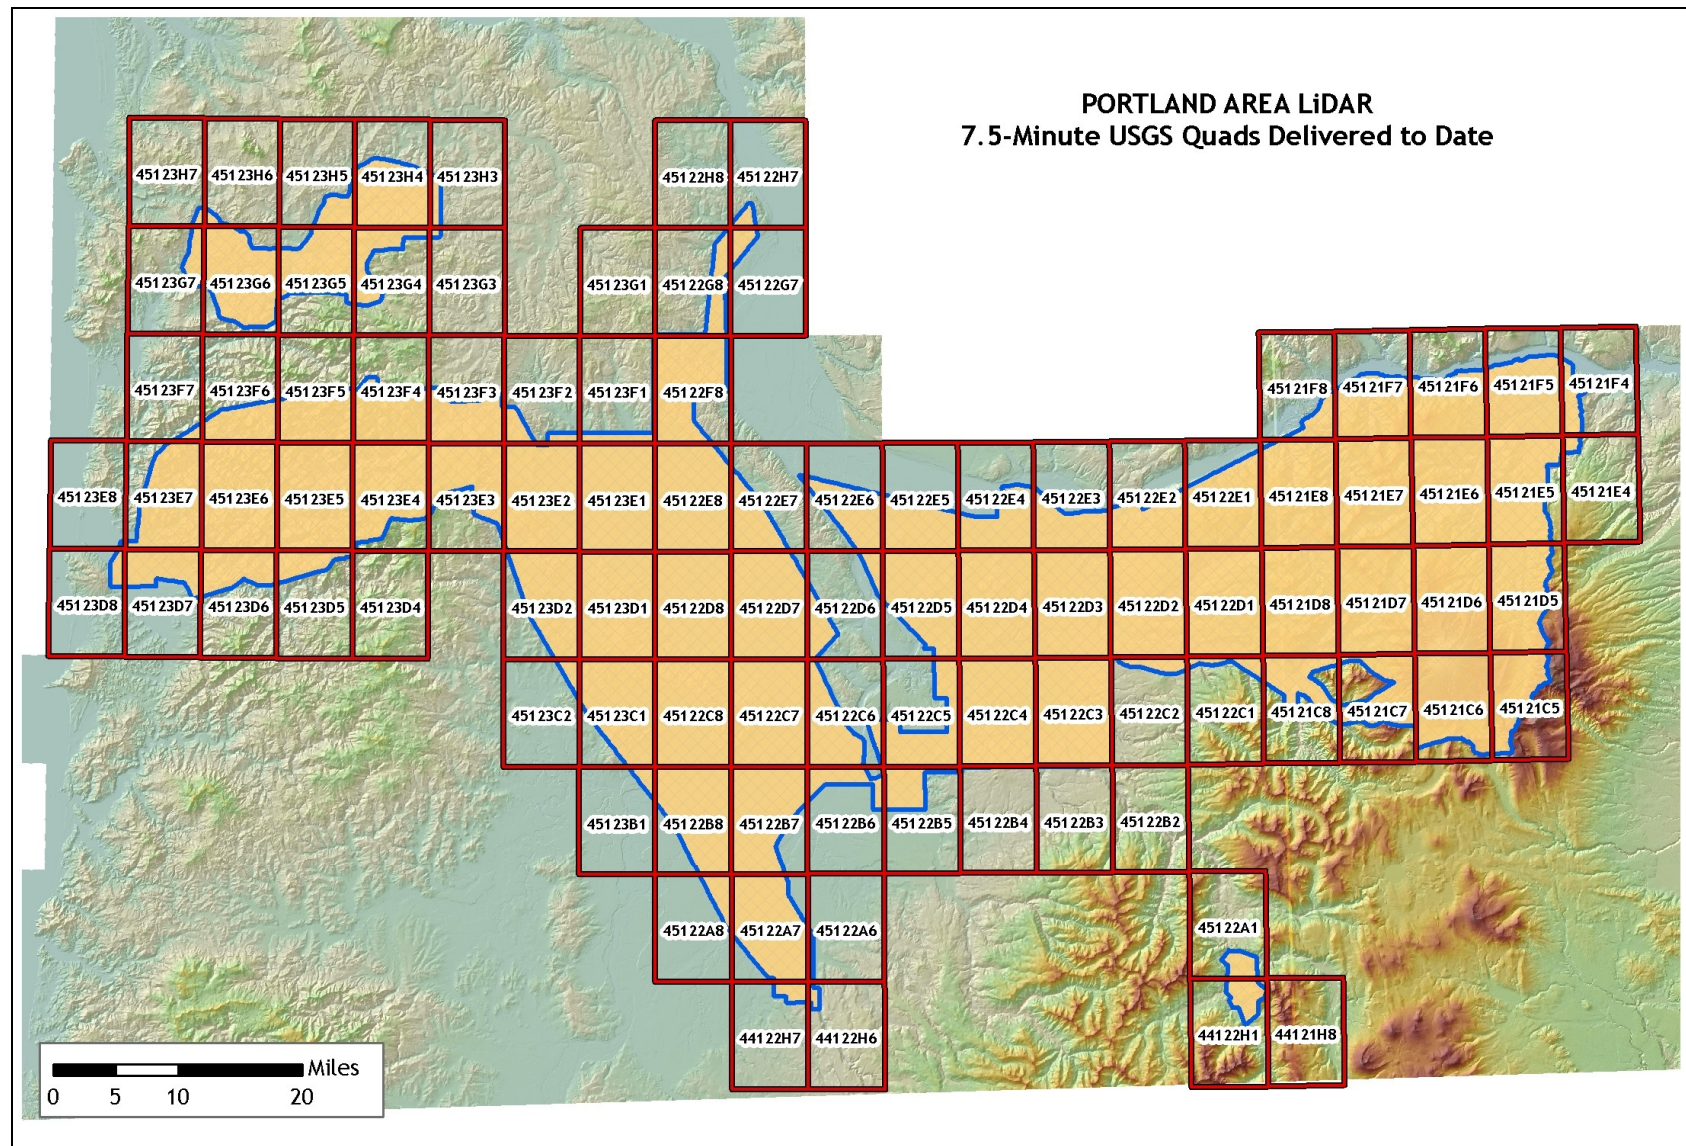 PORTLAND AREA LiDAR
7.5-Minute USGS Quads Delivered to Date
45123H7 45123H6 45123H5 45123H4 45123H3 45122H8 45122H7
45123G7 45123G6 45123G5 45123G4 45123G3 45123G1 45122G8 45122G7
45123F7 45123F6 45123F5 45123F4 45123F3 45123F2 45123F1 45122F8 45121F8 45121F7 45121F6 45121F5 45121F4
45123E8 45123E7 45123E6 45123E5 45123E4 45123E3 45123E2 45123E1 45122E8 45122E7 45122E6 45122E5 45122E4 45122E3 45122E2 45122E1 45121E8 45121E7 45121E6 45121E5 45121E4
45123D8 45123D7 45123D6 45123D5 45123D4 45123D2 45123D1 45122D8 45122D7 45122D6 45122D5 45122D4 45122D3 45122D2 45122D1 45121D8 45121D7 45121D6 45121D5
45123C2 45123C1 45122C8 45122C7 45122C6 45122C5 45122C4 45122C3 45122C2 45122C1 45121C8 45121C7 45121C6 45121C5
45123B1 45122B8 45122B7 45122B6 45122B5 45122B4 45122B3 45122B2
45122A8 45122A7 45122A6 45122A1
44122H7 44122H6 44122H1 44121H8
Miles
0 5 10 20